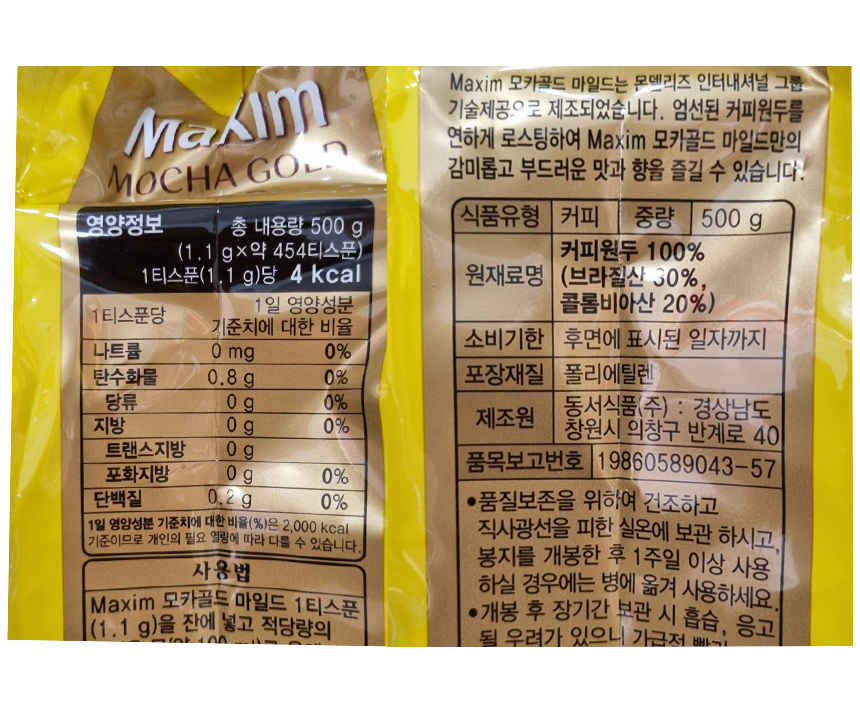 Maxim
MOCHA GOLD
영양정보 총 내용량 500 g
(1.1 g×약 454티스푼)
1티스푼(1.1 g)당 4 kcal
1티스푼당 1일 영양성분
기준치에 대한 비율
나트륨 0 mg 0%
탄수화물 0.8 g 0%
당류 0 g 0%
지방 0 g 0%
트랜스지방 0 g
포화지방 0 g 0%
단백질 0.2 g 0%
1일 영양성분 기준치에 대한 비율(%)은 2,000 kcal
기준이므로 개인의 필요 열량에 따라 다를 수 있습니다.
사용법
Maxim 모카골드 마일드 1티스푼
(1.1 g)을 잔에 넣고 적당량의
Maxim 모카골드 마일드는 몬델리즈 인터내셔널 그룹
기술제공으로 제조되었습니다. 엄선된 커피원두를
연하게 로스팅하여 Maxim 모카골드 마일드만의
감미롭고 부드러운 맛과 향을 즐길 수 있습니다.
식품유형 커피 중량 500 g
원재료명 커피원두 100%
(브라질산 30%,
콜롬비아산 20%)
소비기한 후면에 표시된 일자까지
포장재질 폴리에틸렌
제조원 동서식품(주) : 경상남도
창원시 의창구 반계로 40
품목보고번호 19860589043-57
•품질보존을 위하여 건조하고
직사광선을 피한 실온에 보관 하시고,
봉지를 개봉한 후 1주일 이상 사용
하실 경우에는 병에 옮겨 사용하세요.
•개봉 후 장기간 보관 시 흡습, 응고
될 우려가 있으니 가급적